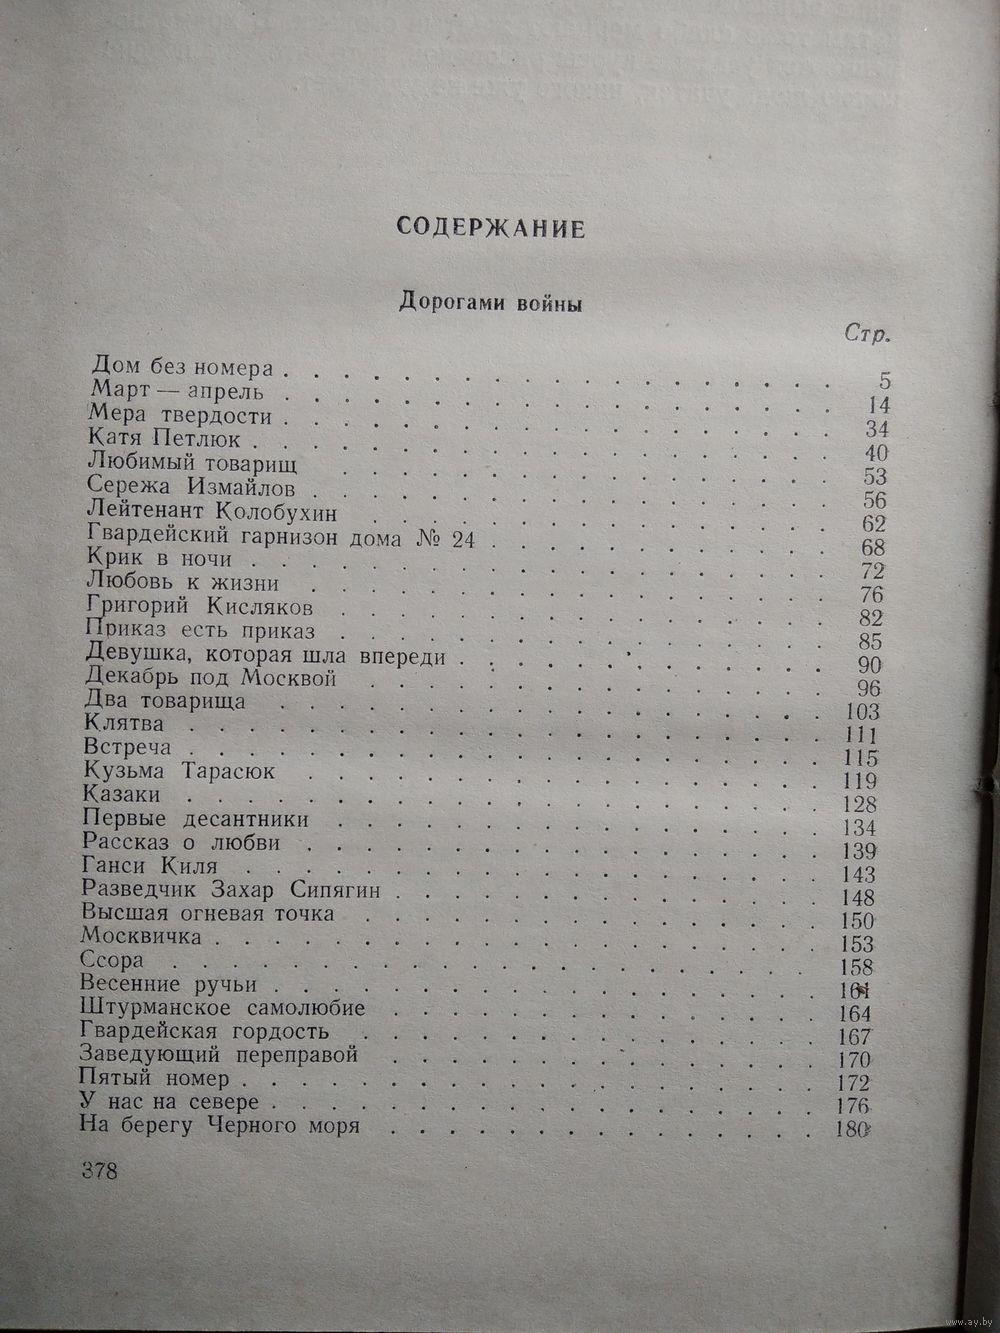 СОДЕРЖАНИЕ
Дорогами войны
Стр.
Дом без номера . . . . . . . . . . . . . . . . . . . 5
Март — апрель . . . . . . . . . . . . . . . . . . . 14
Мера твердости . . . . . . . . . . . . . . . . . . . 34
Катя Петлюк . . . . . . . . . . . . . . . . . . . . 40
Любимый товарищ . . . . . . . . . . . . . . . . . 53
Сережа Измайлов . . . . . . . . . . . . . . . . . . 56
Лейтенант Колобухин . . . . . . . . . . . . . . . . 62
Гвардейский гарнизон дома № 24 . . . . . . . . . . . . 68
Крик в ночи . . . . . . . . . . . . . . . . . . . . 72
Любовь к жизни . . . . . . . . . . . . . . . . . . 76
Григорий Кисляков . . . . . . . . . . . . . . . . . 82
Приказ есть приказ . . . . . . . . . . . . . . . . . 85
Девушка, которая шла впереди . . . . . . . . . . . . . 90
Декабрь под Москвой . . . . . . . . . . . . . . . . 96
Два товарища . . . . . . . . . . . . . . . . . . . 103
Клятва . . . . . . . . . . . . . . . . . . . . . . 111
Встреча . . . . . . . . . . . . . . . . . . . . . . 115
Кузьма Тарасюк . . . . . . . . . . . . . . . . . . 119
Казаки . . . . . . . . . . . . . . . . . . . . . . 128
Первые десантники . . . . . . . . . . . . . . . . . 134
Рассказ о любви . . . . . . . . . . . . . . . . . . 139
Ганси Киля . . . . . . . . . . . . . . . . . . . . 143
Разведчик Захар Сипягин . . . . . . . . . . . . . . . 148
Высшая огневая точка . . . . . . . . . . . . . . . . 150
Москвичка . . . . . . . . . . . . . . . . . . . . . 153
Ссора . . . . . . . . . . . . . . . . . . . . . . 158
Весенние ручьи . . . . . . . . . . . . . . . . . . . 161
Штурманское самолюбие . . . . . . . . . . . . . . . 164
Гвардейская гордость . . . . . . . . . . . . . . . . 167
Заведующий переправой . . . . . . . . . . . . . . . 170
Пятый номер . . . . . . . . . . . . . . . . . . . . 172
У нас на севере . . . . . . . . . . . . . . . . . . . 176
На берегу Черного моря . . . . . . . . . . . . . . . 180
378
www.ay.by